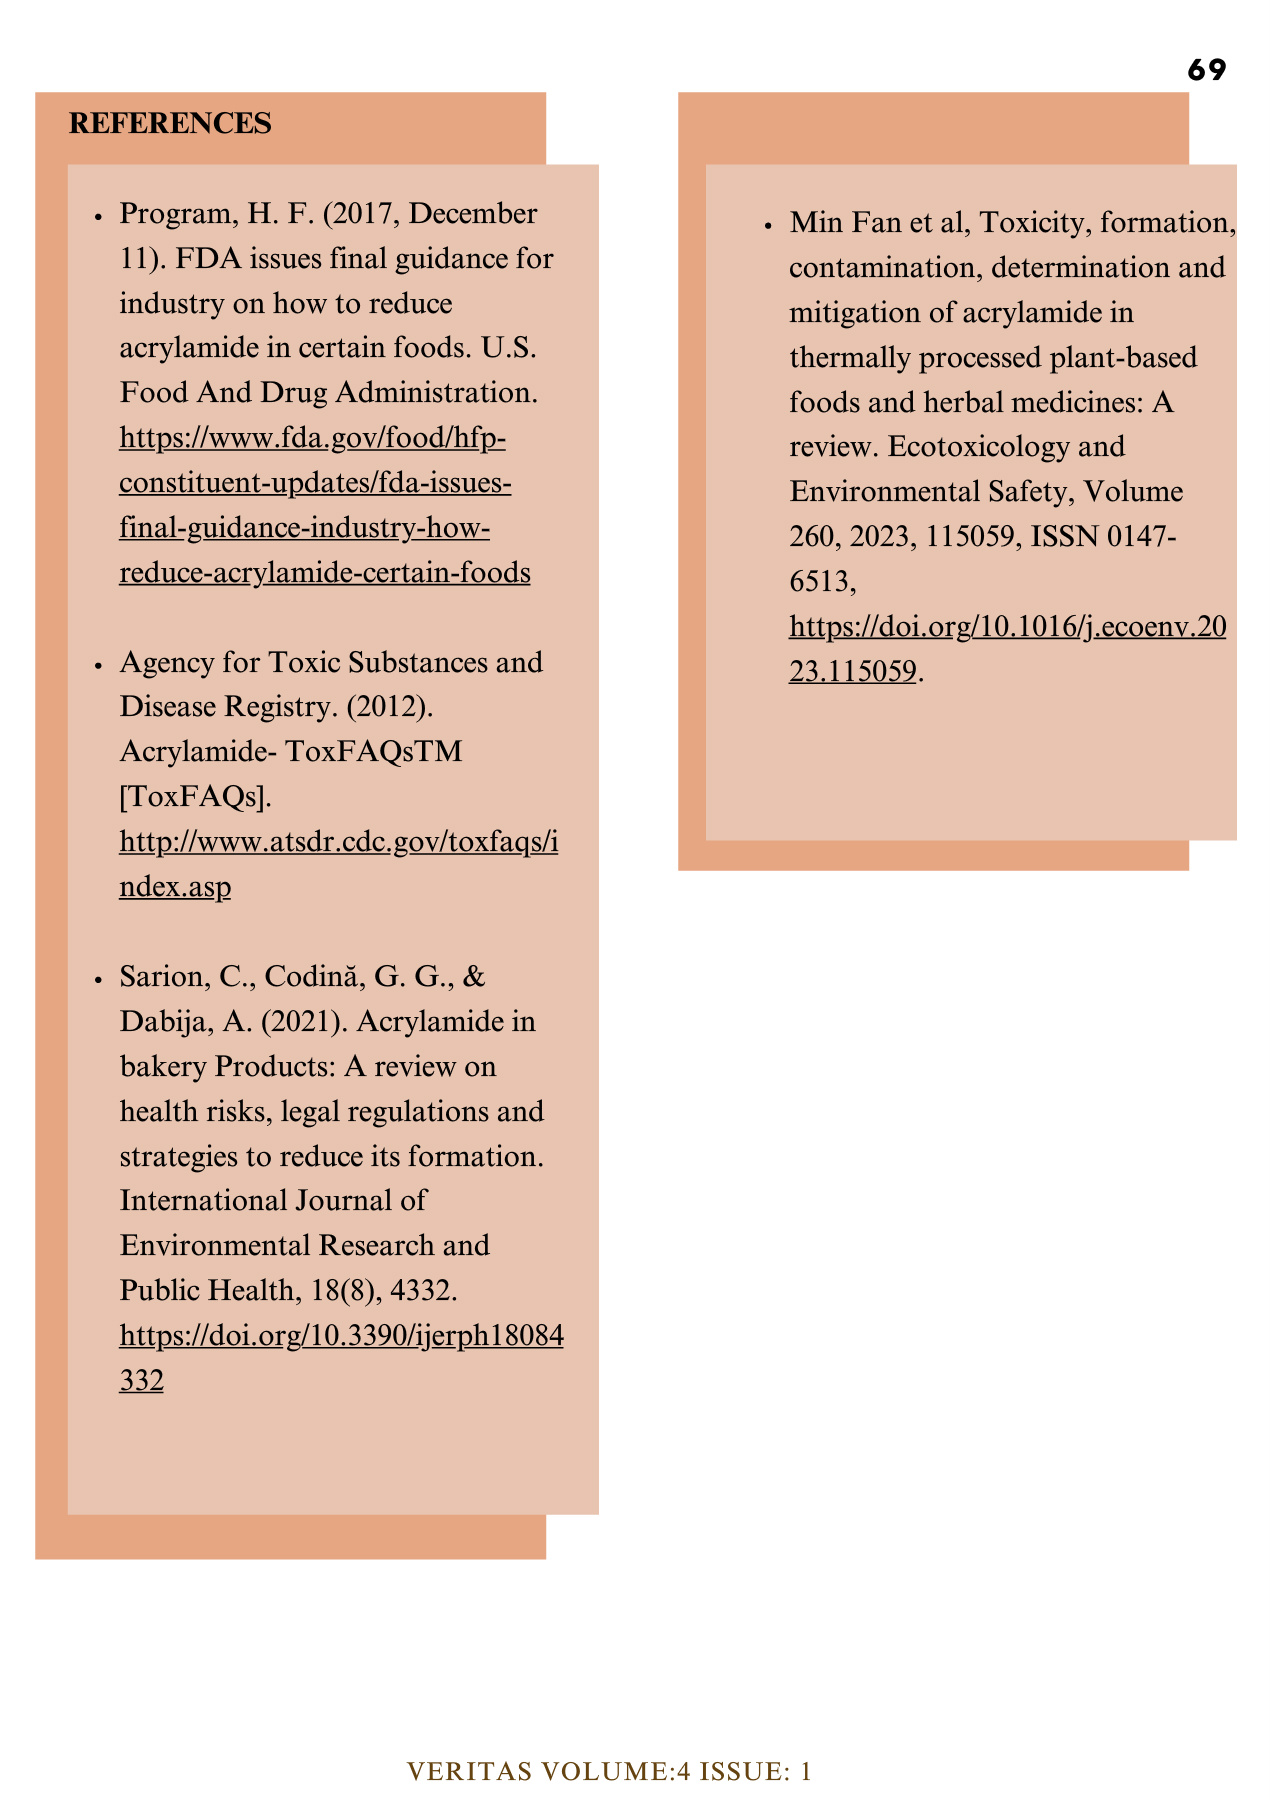 69
REFERENCES
• Program, H. F. (2017, December
11). FDA issues final guidance for
industry on how to reduce
acrylamide in certain foods. U.S.
Food And Drug Administration.
https://www.fda.gov/food/hfp-
constituent-updates/fda-issues-
final-guidance-industry-how-
reduce-acrylamide-certain-foods
• Agency for Toxic Substances and
Disease Registry. (2012).
Acrylamide- ToxFAQsTM
[ToxFAQs].
http://www.atsdr.cdc.gov/toxfaqs/i
ndex.asp
• Sarion, C., Codină, G. G., &
Dabija, A. (2021). Acrylamide in
bakery Products: A review on
health risks, legal regulations and
strategies to reduce its formation.
International Journal of
Environmental Research and
Public Health, 18(8), 4332.
https://doi.org/10.3390/ijerph18084
332
• Min Fan et al, Toxicity, formation,
contamination, determination and
mitigation of acrylamide in
thermally processed plant-based
foods and herbal medicines: A
review. Ecotoxicology and
Environmental Safety, Volume
260, 2023, 115059, ISSN 0147-
6513,
https://doi.org/10.1016/j.ecoenv.20
23.115059.
VERITAS VOLUME:4 ISSUE: 1